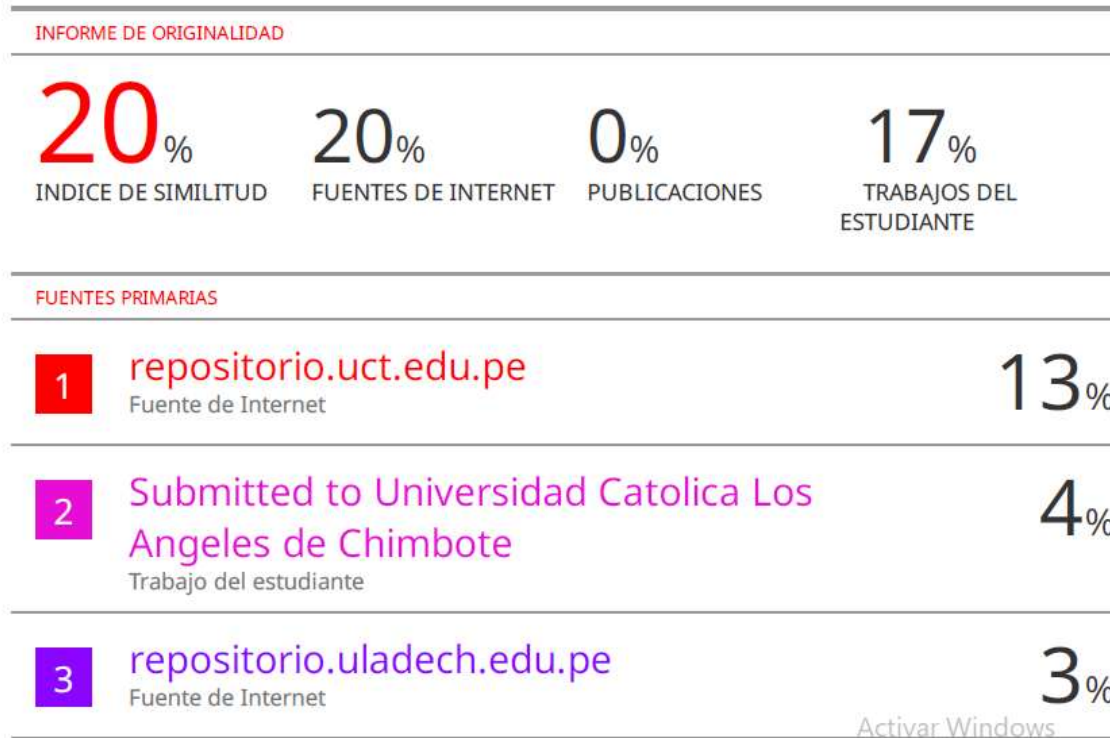 INFORME DE ORIGINALIDAD
20%
20%
0%
17%
INDICE DE SIMILITUD
FUENTES DE INTERNET
PUBLICACIONES
TRABAJOS DEL
ESTUDIANTE
FUENTES PRIMARIAS
1
repositorio.uct.edu.pe
Fuente de Internet
13%
2
Submitted to Universidad Catolica Los
Angeles de Chimbote
Trabajo del estudiante
4%
3
repositorio.uladech.edu.pe
Fuente de Internet
3%
Activar Windows